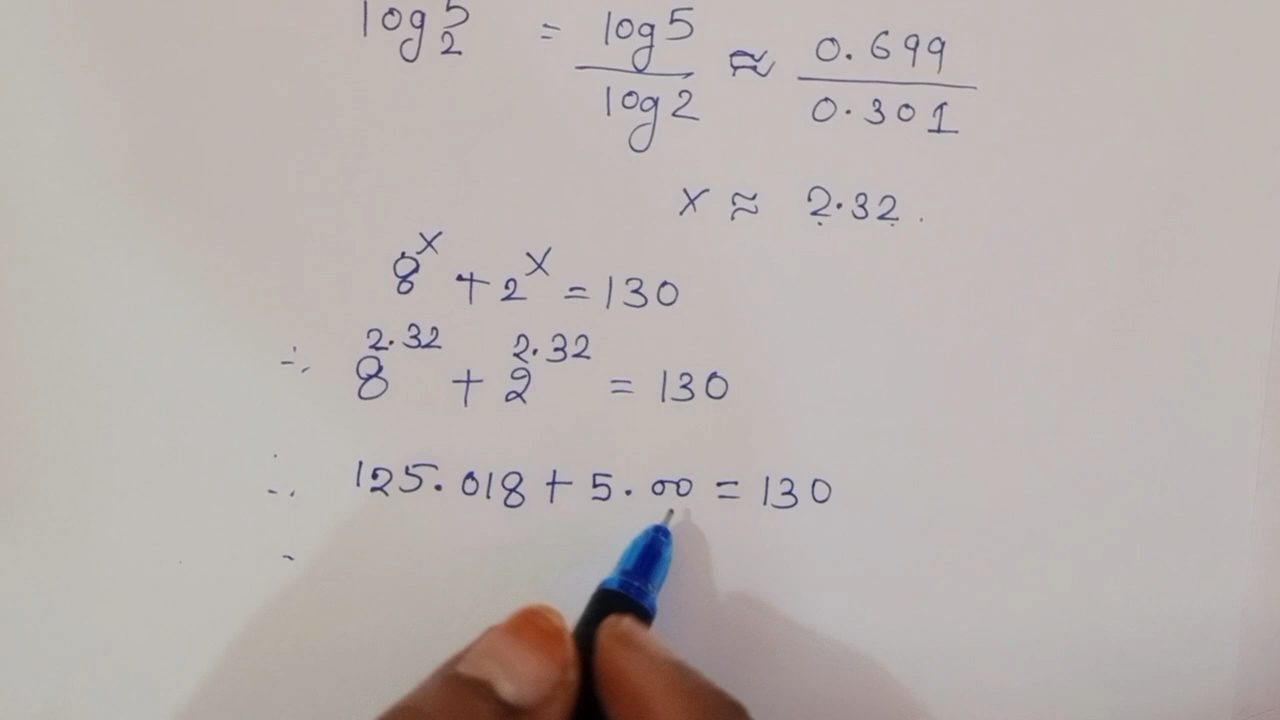 log₂5 = log5/log2 ≈ 0.699/0.301
x ≈ 2.32.
8^x + 2^x = 130
∴ 8^2.32 + 2^2.32 = 130
∴ 125.018 + 5.00 = 130